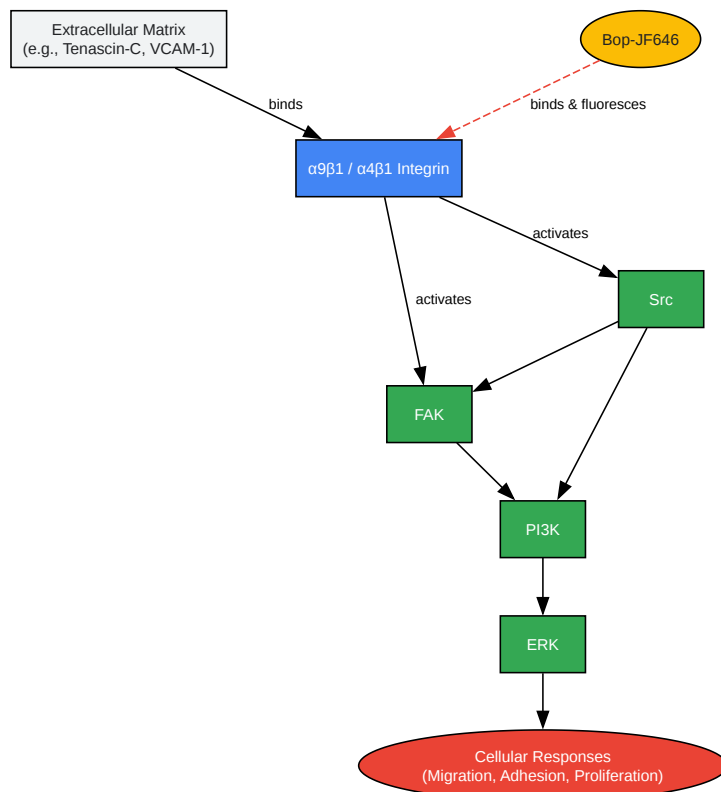 Extracellular Matrix
(e.g., Tenascin-C, VCAM-1)
Bop-JF646
binds
binds & fluoresces
α9β1 / α4β1 Integrin
activates
Src
activates
FAK
PI3K
ERK
Cellular Responses
(Migration, Adhesion, Proliferation)